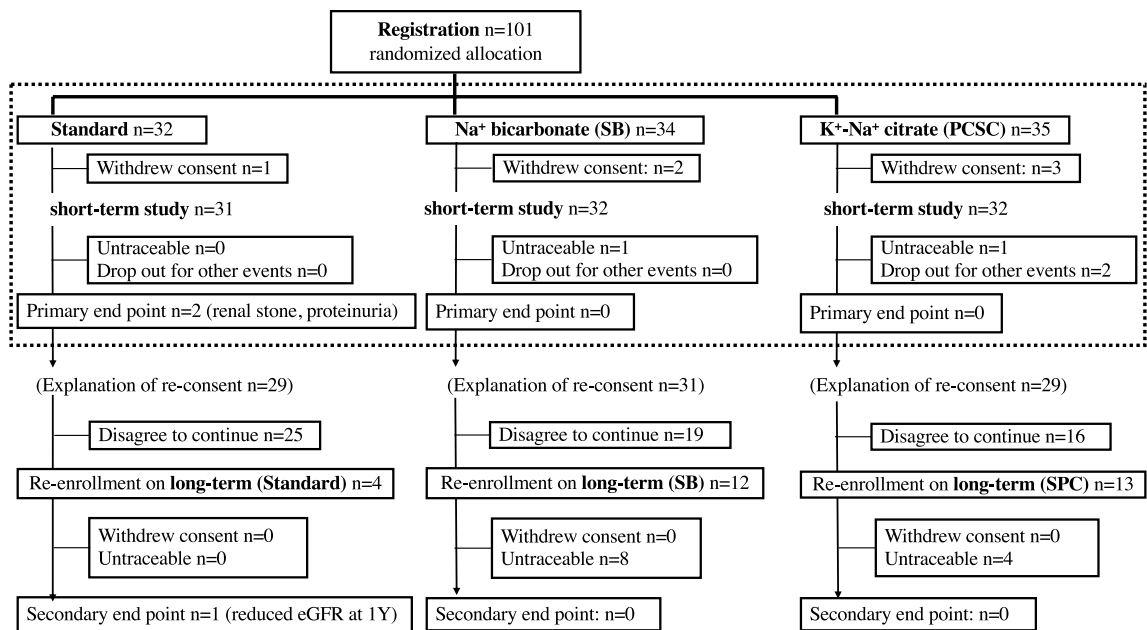 Registration n=101
randomized allocation
Standard n=32
Withdrew consent n=1
short-term study n=31
Untraceable n=0
Drop out for other events n=0
Primary end point n=2 (renal stone, proteinuria)
(Explanation of re-consent n=29)
Disagree to continue n=25
Re-enrollment on long-term (Standard) n=4
Withdrew consent n=0
Untraceable n=0
Secondary end point n=1 (reduced eGFR at 1Y)
Na⁺ bicarbonate (SB) n=34
Withdrew consent: n=2
short-term study n=32
Untraceable n=1
Drop out for other events n=0
Primary end point n=0
(Explanation of re-consent n=31)
Disagree to continue n=19
Re-enrollment on long-term (SB) n=12
Withdrew consent n=0
Untraceable n=8
Secondary end point: n=0
K⁺-Na⁺ citrate (PCSC) n=35
Withdrew consent: n=3
short-term study n=32
Untraceable n=1
Drop out for other events n=2
Primary end point n=0
(Explanation of re-consent n=29)
Disagree to continue n=16
Re-enrollment on long-term (SPC) n=13
Withdrew consent n=0
Untraceable n=4
Secondary end point: n=0